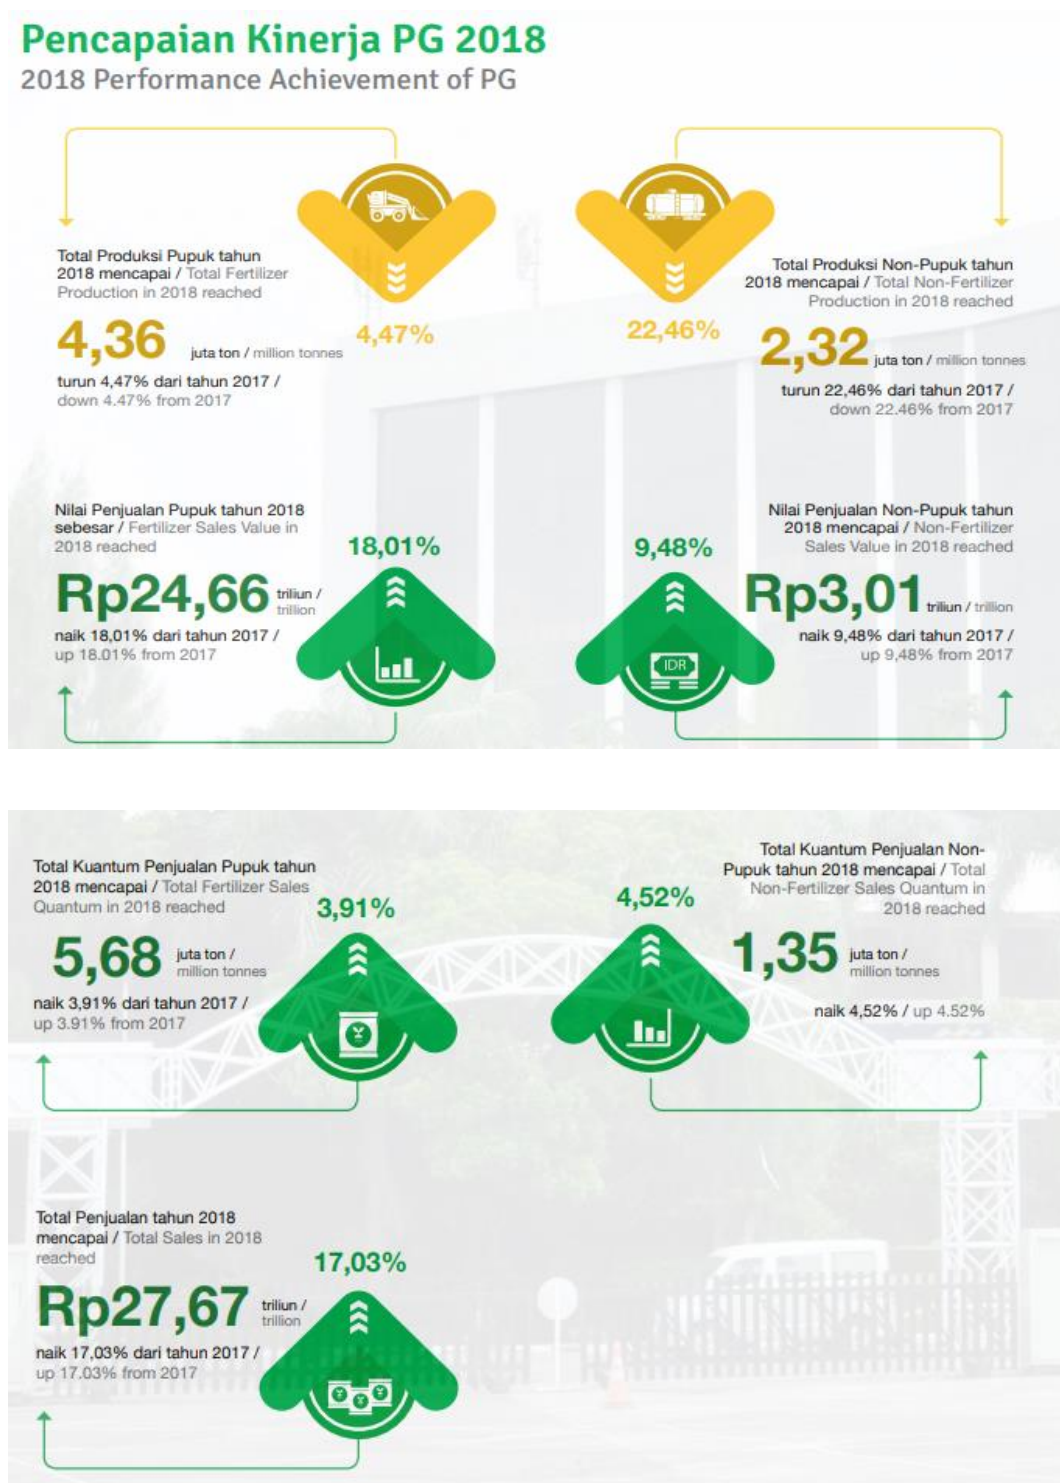 Pencapaian Kinerja PG 2018
2018 Performance Achievement of PG
Total Produksi Pupuk tahun
2018 mencapai / Total Fertilizer
Production in 2018 reached
4,36 juta ton / million tonnes
turun 4,47% dari tahun 2017 /
down 4.47% from 2017
4,47%
22,46%
Total Produksi Non-Pupuk tahun
2018 mencapai / Total Non-Fertilizer
Production in 2018 reached
2,32 juta ton / million tonnes
turun 22,46% dari tahun 2017 /
down 22.46% from 2017
Nilai Penjualan Pupuk tahun 2018
sebesar / Fertilizer Sales Value in
2018 reached
Rp24,66 triliun /
trillion
naik 18,01% dari tahun 2017 /
up 18.01% from 2017
18,01%
9,48%
IDR
Nilai Penjualan Non-Pupuk tahun
2018 mencapai / Non-Fertilizer
Sales Value in 2018 reached
Rp3,01 triliun / trillion
naik 9,48% dari tahun 2017 /
up 9,48% from 2017
Total Kuantum Penjualan Pupuk tahun
2018 mencapai / Total Fertilizer Sales
Quantum in 2018 reached
5,68 juta ton /
million tonnes
naik 3,91% dari tahun 2017 /
up 3.91% from 2017
3,91%
4,52%
Total Kuantum Penjualan Non-
Pupuk tahun 2018 mencapai / Total
Non-Fertilizer Sales Quantum in
2018 reached
1,35 juta ton /
million tonnes
naik 4,52% / up 4.52%
Total Penjualan tahun 2018
mencapai / Total Sales in 2018
reached
Rp27,67 triliun /
trillion
naik 17,03% dari tahun 2017 /
up 17.03% from 2017
17,03%